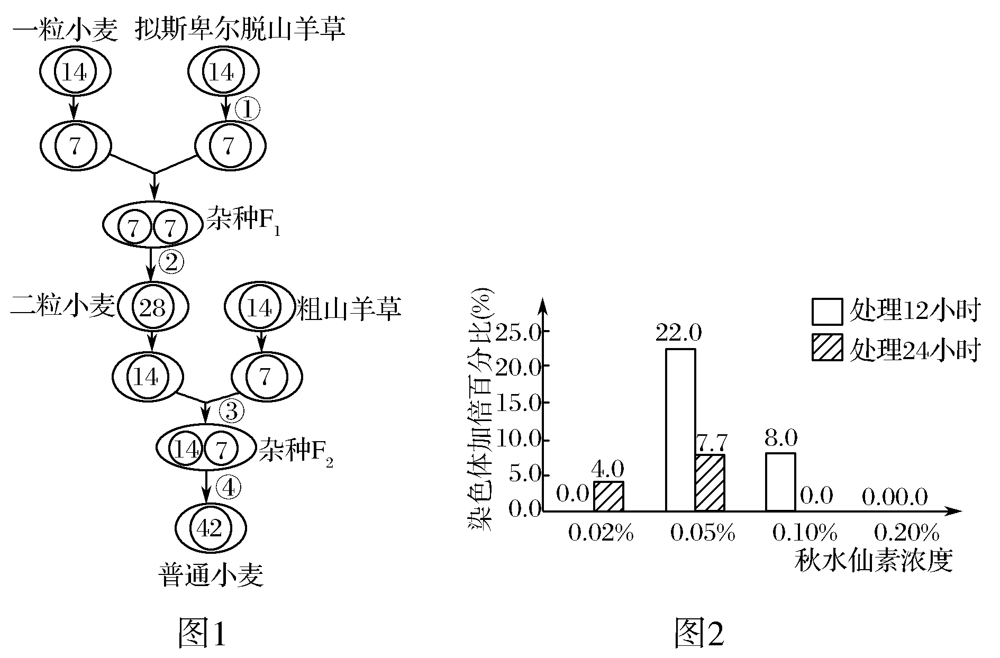 一粒小麦 拟斯卑尔脱山羊草
14 14
①
7 7
7 7 杂种F1
②
二粒小麦 28 14 粗山羊草
14 7
③
14 7 杂种F2
④
42
普通小麦
图1
染色体加倍百分比(%)
25.0
20.0
15.0
10.0
5.0
0.0
处理12小时
处理24小时
0.0 4.0
22.0 7.7
8.0 0.0
0.00.0
0.02% 0.05% 0.10% 0.20%
秋水仙素浓度
图2